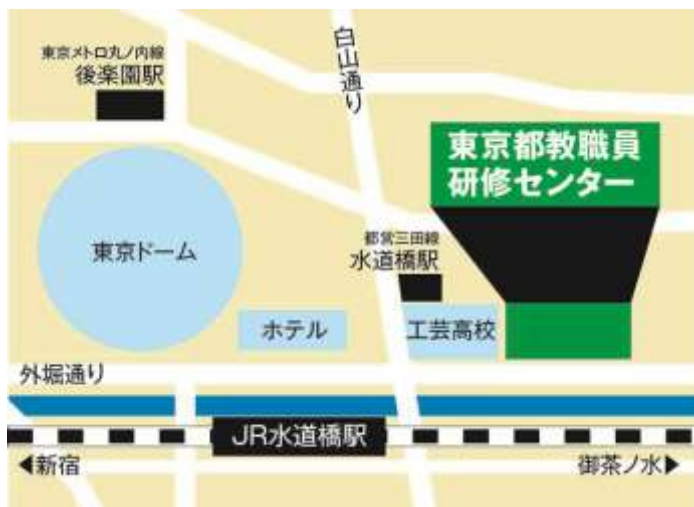 東京メトロ丸ノ内線
後楽園駅
白山通り
東京都教職員
研修センター
東京ドーム
都営三田線
水道橋駅
ホテル
工芸高校
外堀通り
JR水道橋駅
◀新宿
御茶ノ水▶